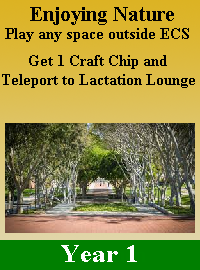 Enjoying Nature
Play any space outside ECS
Get 1 Craft Chip and
Teleport to Lactation Lounge
Year 1